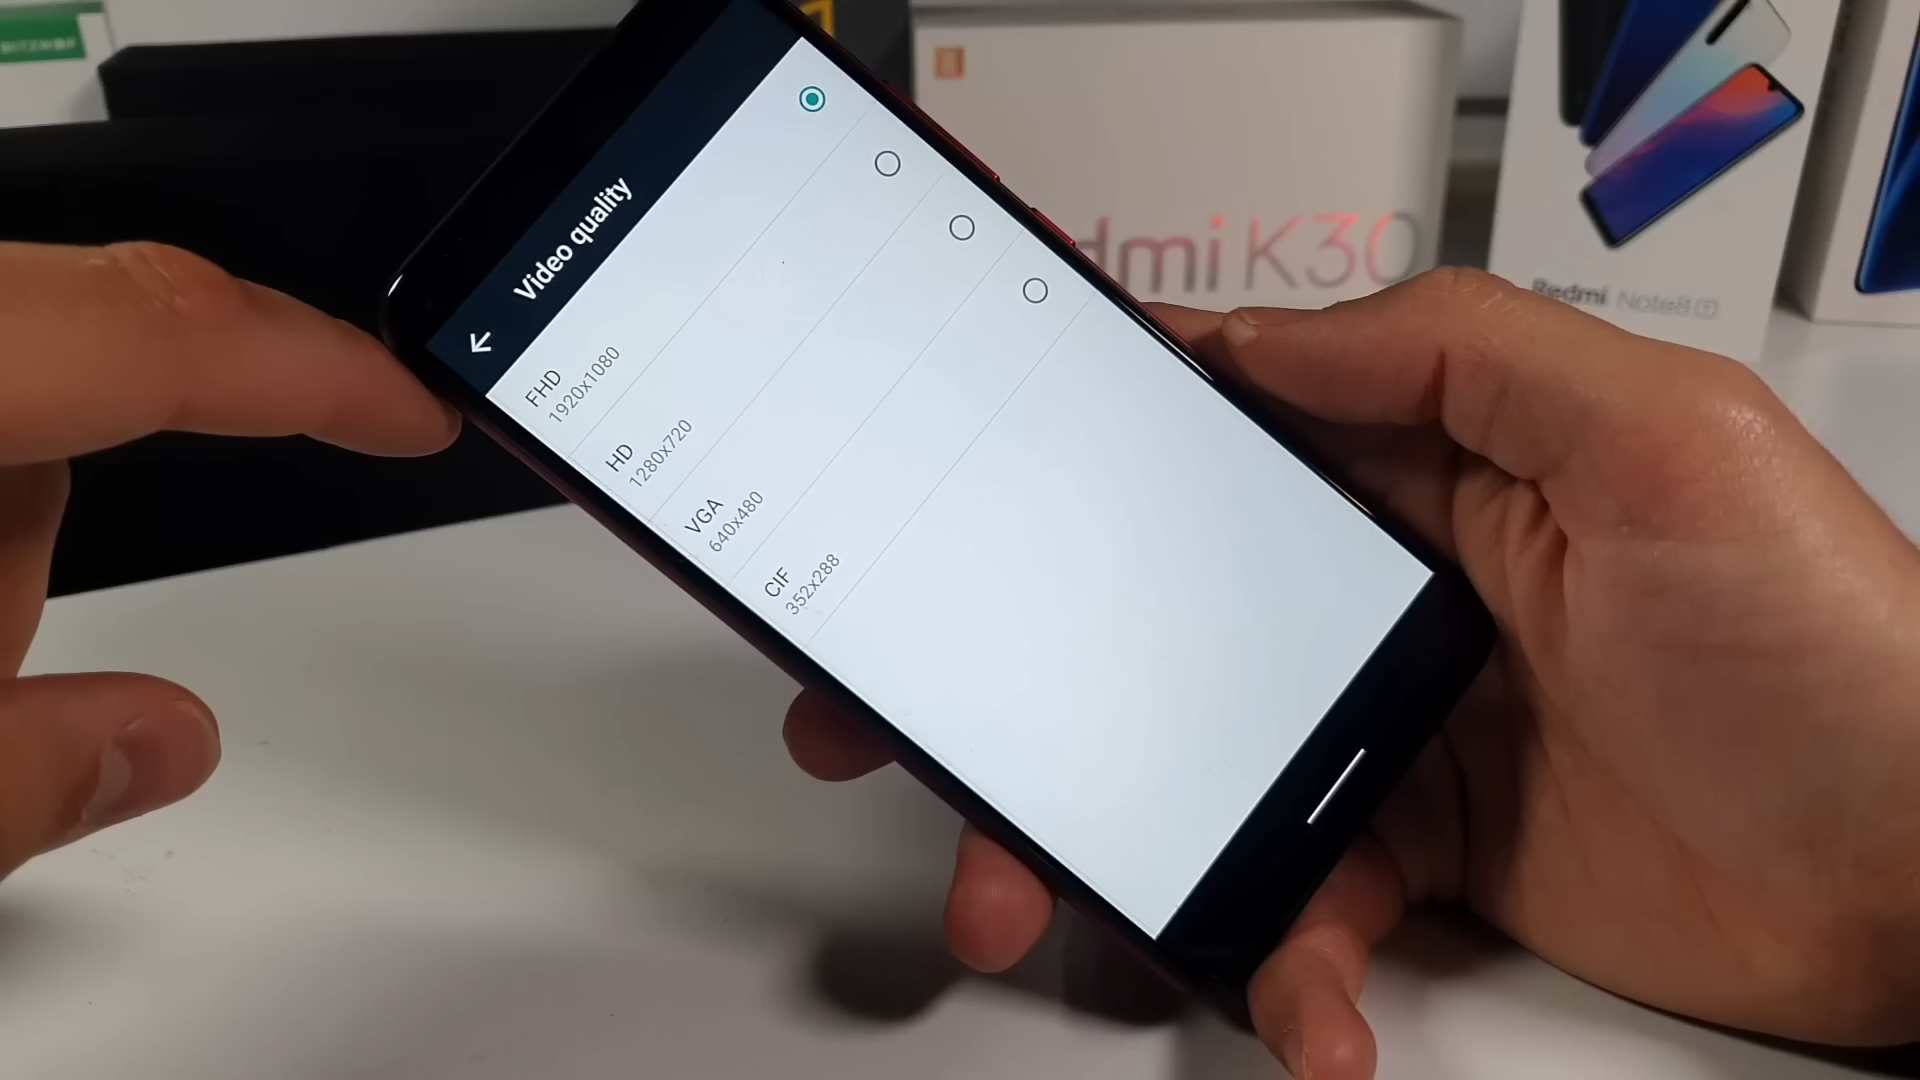 Video quality
FHD
1920x1080
HD
1280x720
VGA
640x480
CIF
352x288
dmi K30
Redmi Note8